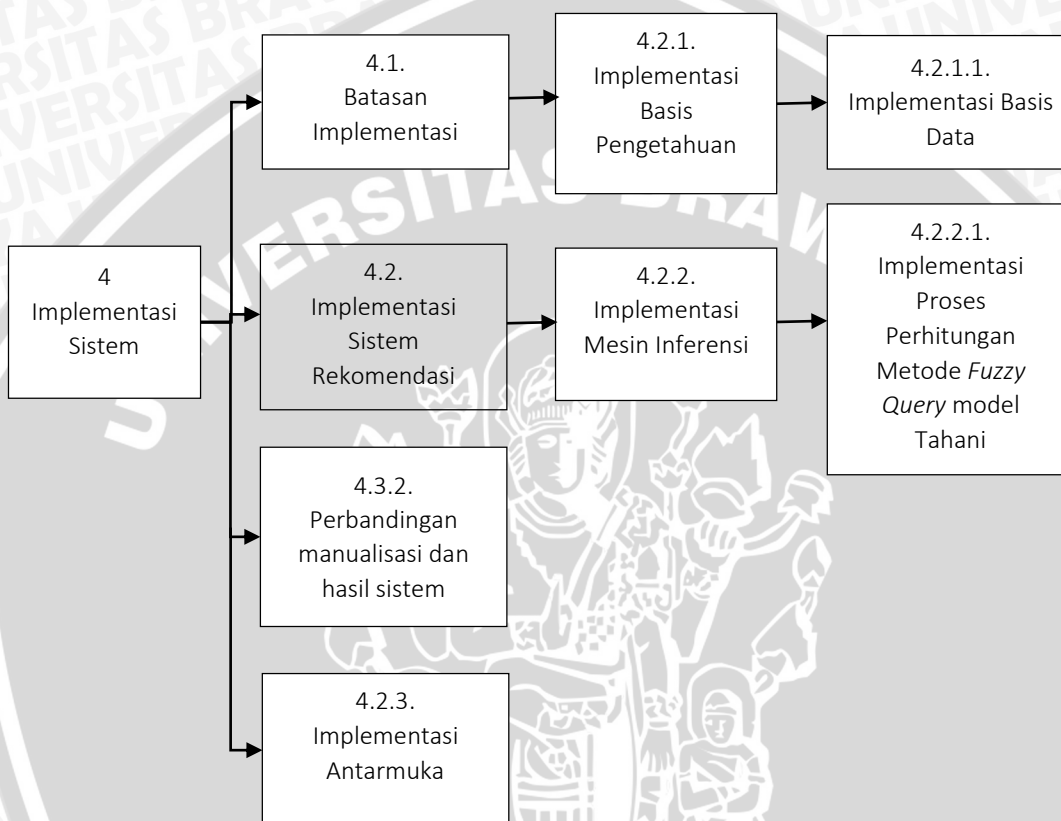 4
Implementasi
Sistem
4.1.
Batasan
Implementasi
4.2.1.
Implementasi
Basis
Pengetahuan
4.2.1.1.
Implementasi Basis
Data
4.2.
Implementasi
Sistem
Rekomendasi
4.2.2.
Implementasi
Mesin Inferensi
4.2.2.1.
Implementasi
Proses
Perhitungan
Metode Fuzzy
Query model
Tahani
4.3.2.
Perbandingan
manualisasi dan
hasil sistem
4.2.3.
Implementasi
Antarmuka